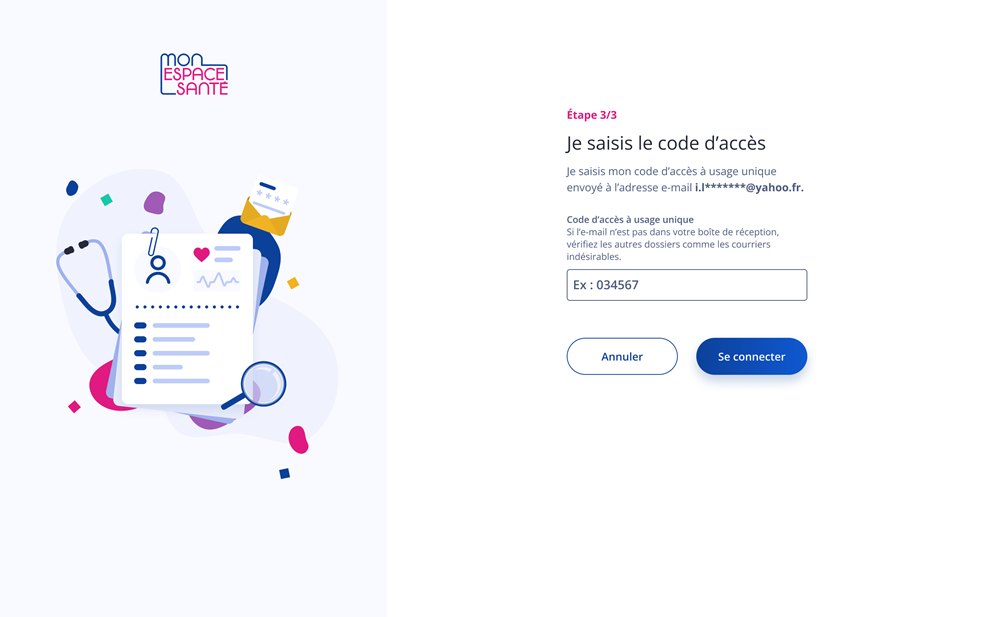 mon
ESPACE
SANTÉ
Étape 3/3
Je saisis le code d’accès
Je saisis mon code d’accès à usage unique
envoyé à l’adresse e-mail i.l*******@yahoo.fr.
Code d’accès à usage unique
Si l’e-mail n’est pas dans votre boîte de réception,
vérifiez les autres dossiers comme les courriers
indésirables.
Ex : 034567
Annuler
Se connecter